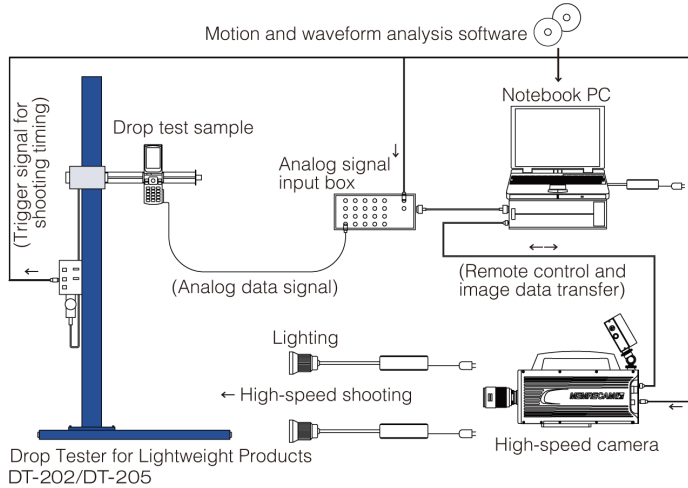 Motion and waveform analysis software
Notebook PC
(Trigger signal for
shooting timing)
Drop test sample
Analog signal
input box
(Analog data signal)
(Remote control and
image data transfer)
Lighting
← High-speed shooting
MEMRECAM
High-speed camera
Drop Tester for Lightweight Products
DT-202/DT-205